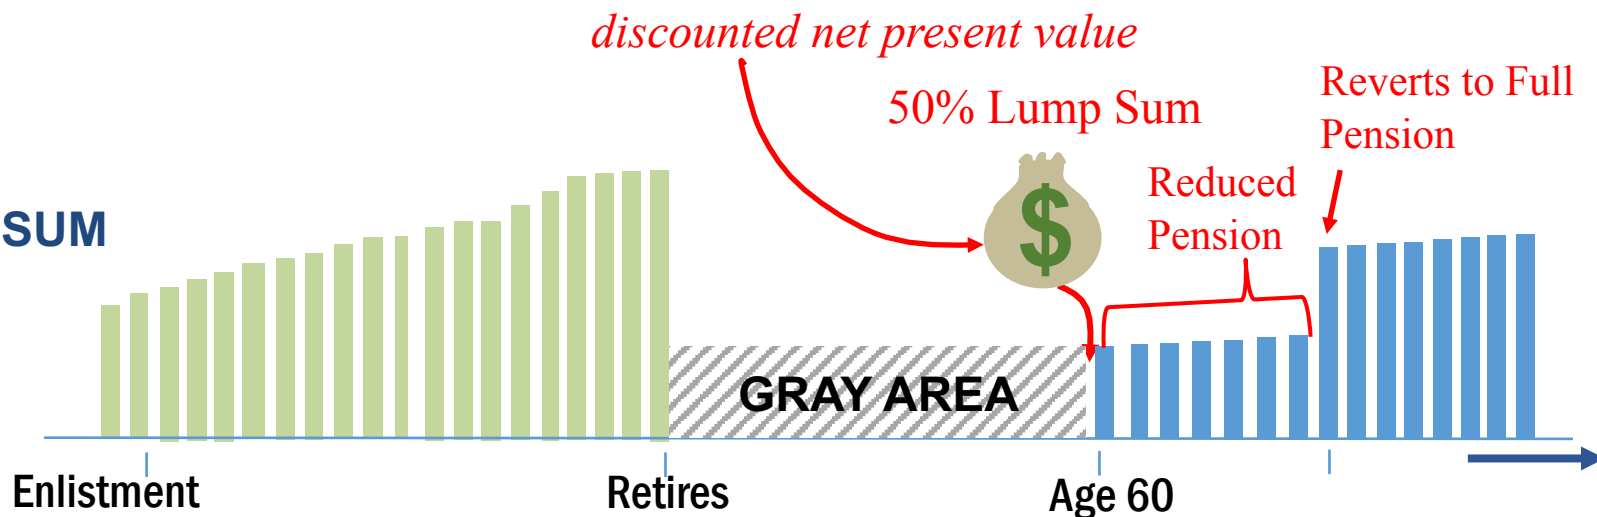 discounted net present value
50% Lump Sum
Reverts to Full
Pension
Reduced
Pension
SUM
$
GRAY AREA
Enlistment
Retires
Age 60